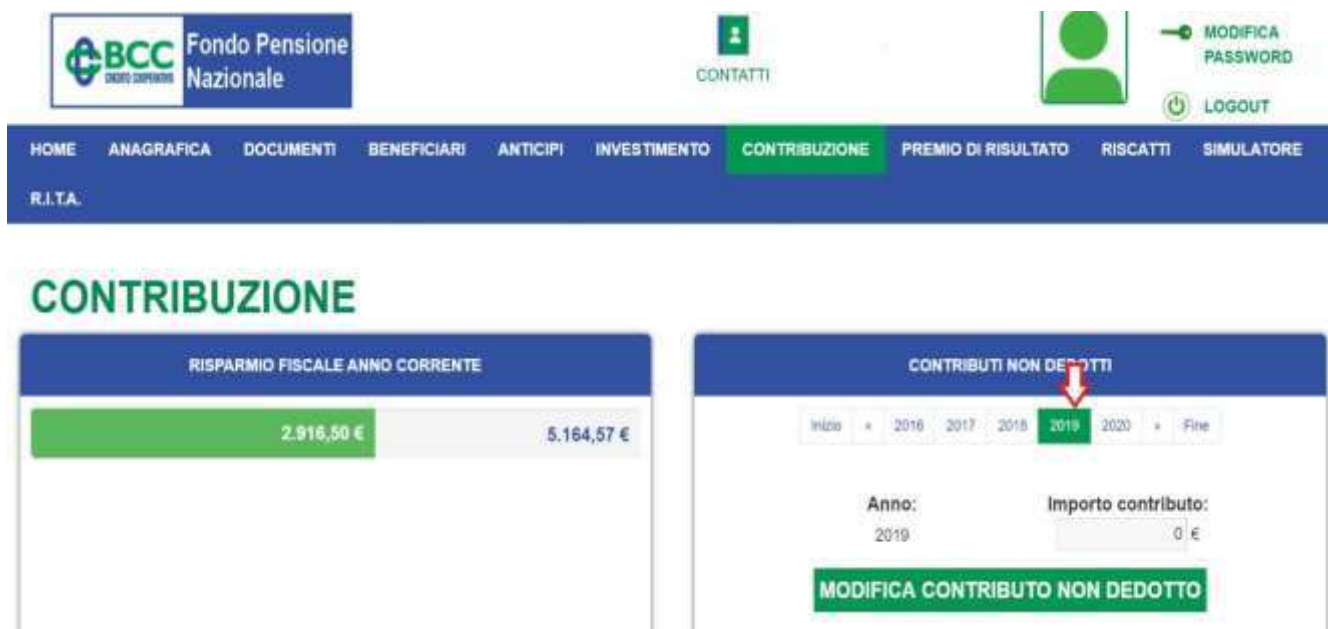 BCC Fondo Pensione
CREDITO COOPERATIVO Nazionale
CONTATTI
MODIFICA
PASSWORD
LOGOUT
HOME ANAGRAFICA DOCUMENTI BENEFICIARI ANTICIPI INVESTIMENTO CONTRIBUZIONE PREMIO DI RISULTATO RISCATTI SIMULATORE
R.I.T.A.
CONTRIBUZIONE
RISPARMIO FISCALE ANNO CORRENTE
2.916,50 € 5.164,57 €
CONTRIBUTI NON DEDOTTI
Inizio « 2016 2017 2018 2019 2020 » Fine
Anno: Importo contributo:
2019 0 €
MODIFICA CONTRIBUTO NON DEDOTTO